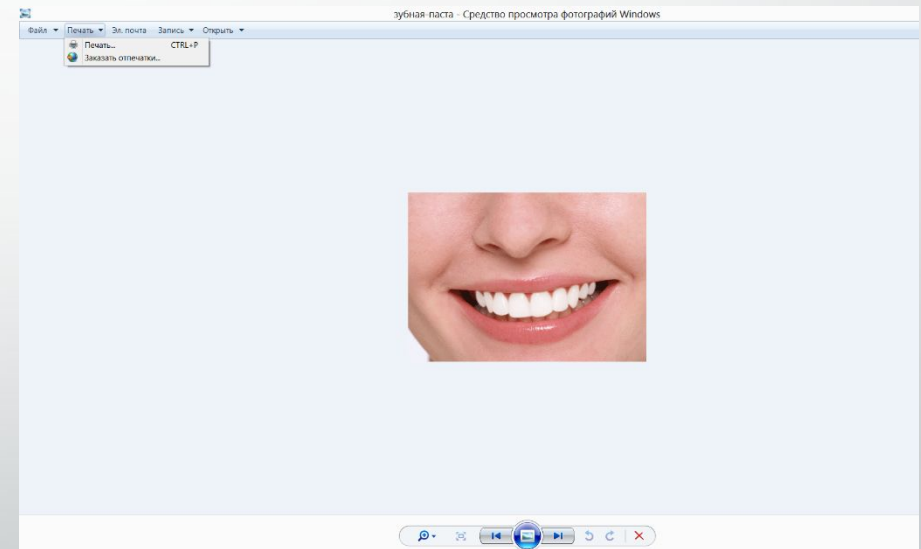 зубная-паста - Средство просмотра фотографий Windows
Файл Печать Эл. почта Запись Открыть
Печать... CTRL+P
Заказать отпечатки...